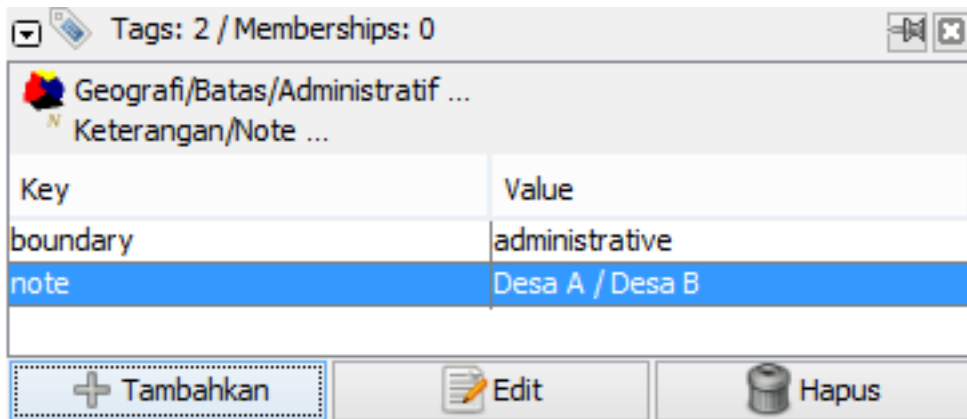 Tags: 2 / Memberships: 0
Geografi/Batas/Administratif ...
N
Keterangan/Note ...
Key Value
boundary administrative
note Desa A / Desa B
Tambahkan Edit Hapus